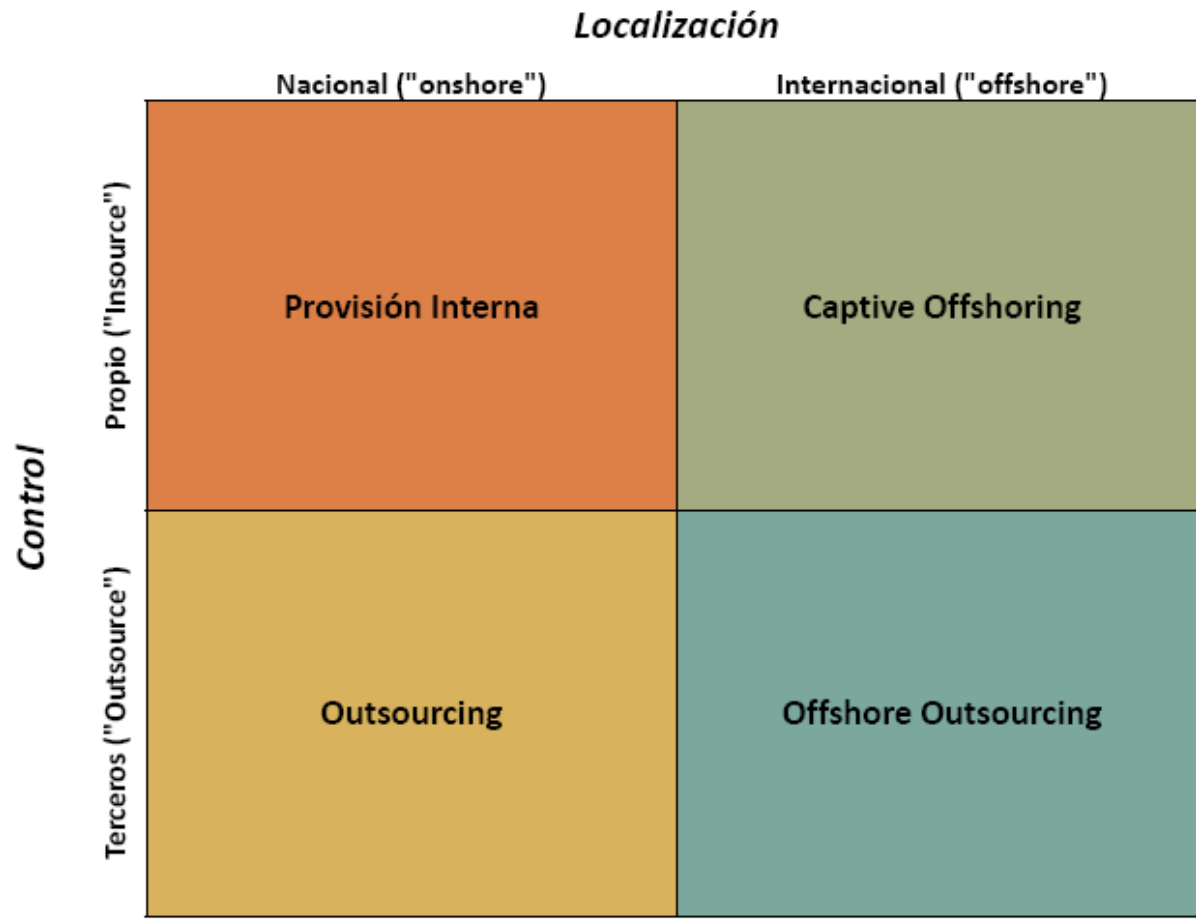 Localización
Nacional ("onshore")
Internacional ("offshore")
Control
Propio ("Insource")
Provisión Interna
Captive Offshoring
Terceros ("Outsource")
Outsourcing
Offshore Outsourcing